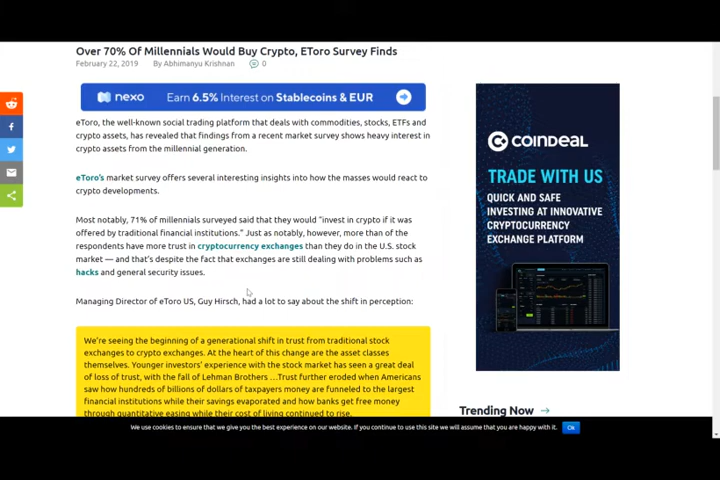 Over 70% Of Millennials Would Buy Crypto, EToro Survey Finds
February 22, 2019 By Abhimanyu Krishnan 0
nexo Earn 6.5% Interest on Stablecoins & EUR
eToro, the well-known social trading platform that deals with commodities, stocks, ETFs and
crypto assets, has revealed that findings from a recent market survey shows heavy interest in
crypto assets from the millennial generation.
eToro's market survey offers several interesting insights into how the masses would react to
crypto developments.
Most notably, 71% of millennials surveyed said that they would "invest in crypto if it was
offered by traditional financial institutions." Just as notably, however, more than of the
respondents have more trust in cryptocurrency exchanges than they do in the U.S. stock
market — and that's despite the fact that exchanges are still dealing with problems such as
hacks and general security issues.
Managing Director of eToro US, Guy Hirsch, had a lot to say about the shift in perception:
We're seeing the beginning of a generational shift in trust from traditional stock
exchanges to crypto exchanges. At the heart of this change are the asset classes
themselves. Younger investors' experience with the stock market has seen a great deal
of loss of trust, with the fall of Lehman Brothers …Trust further eroded when Americans
saw how hundreds of billions of dollars of taxpayers money are funneled to the largest
financial institutions while their savings evaporated and how banks get free money
through quantitative easing while their cost of living continued to rise.
COINDEAL
TRADE WITH US
QUICK AND SAFE
INVESTING AT INNOVATIVE
CRYPTOCURRENCY
EXCHANGE PLATFORM
Trending Now
We use cookies to ensure that we give you the best experience on our website. If you continue to use this site we will assume that you are happy with it. Ok